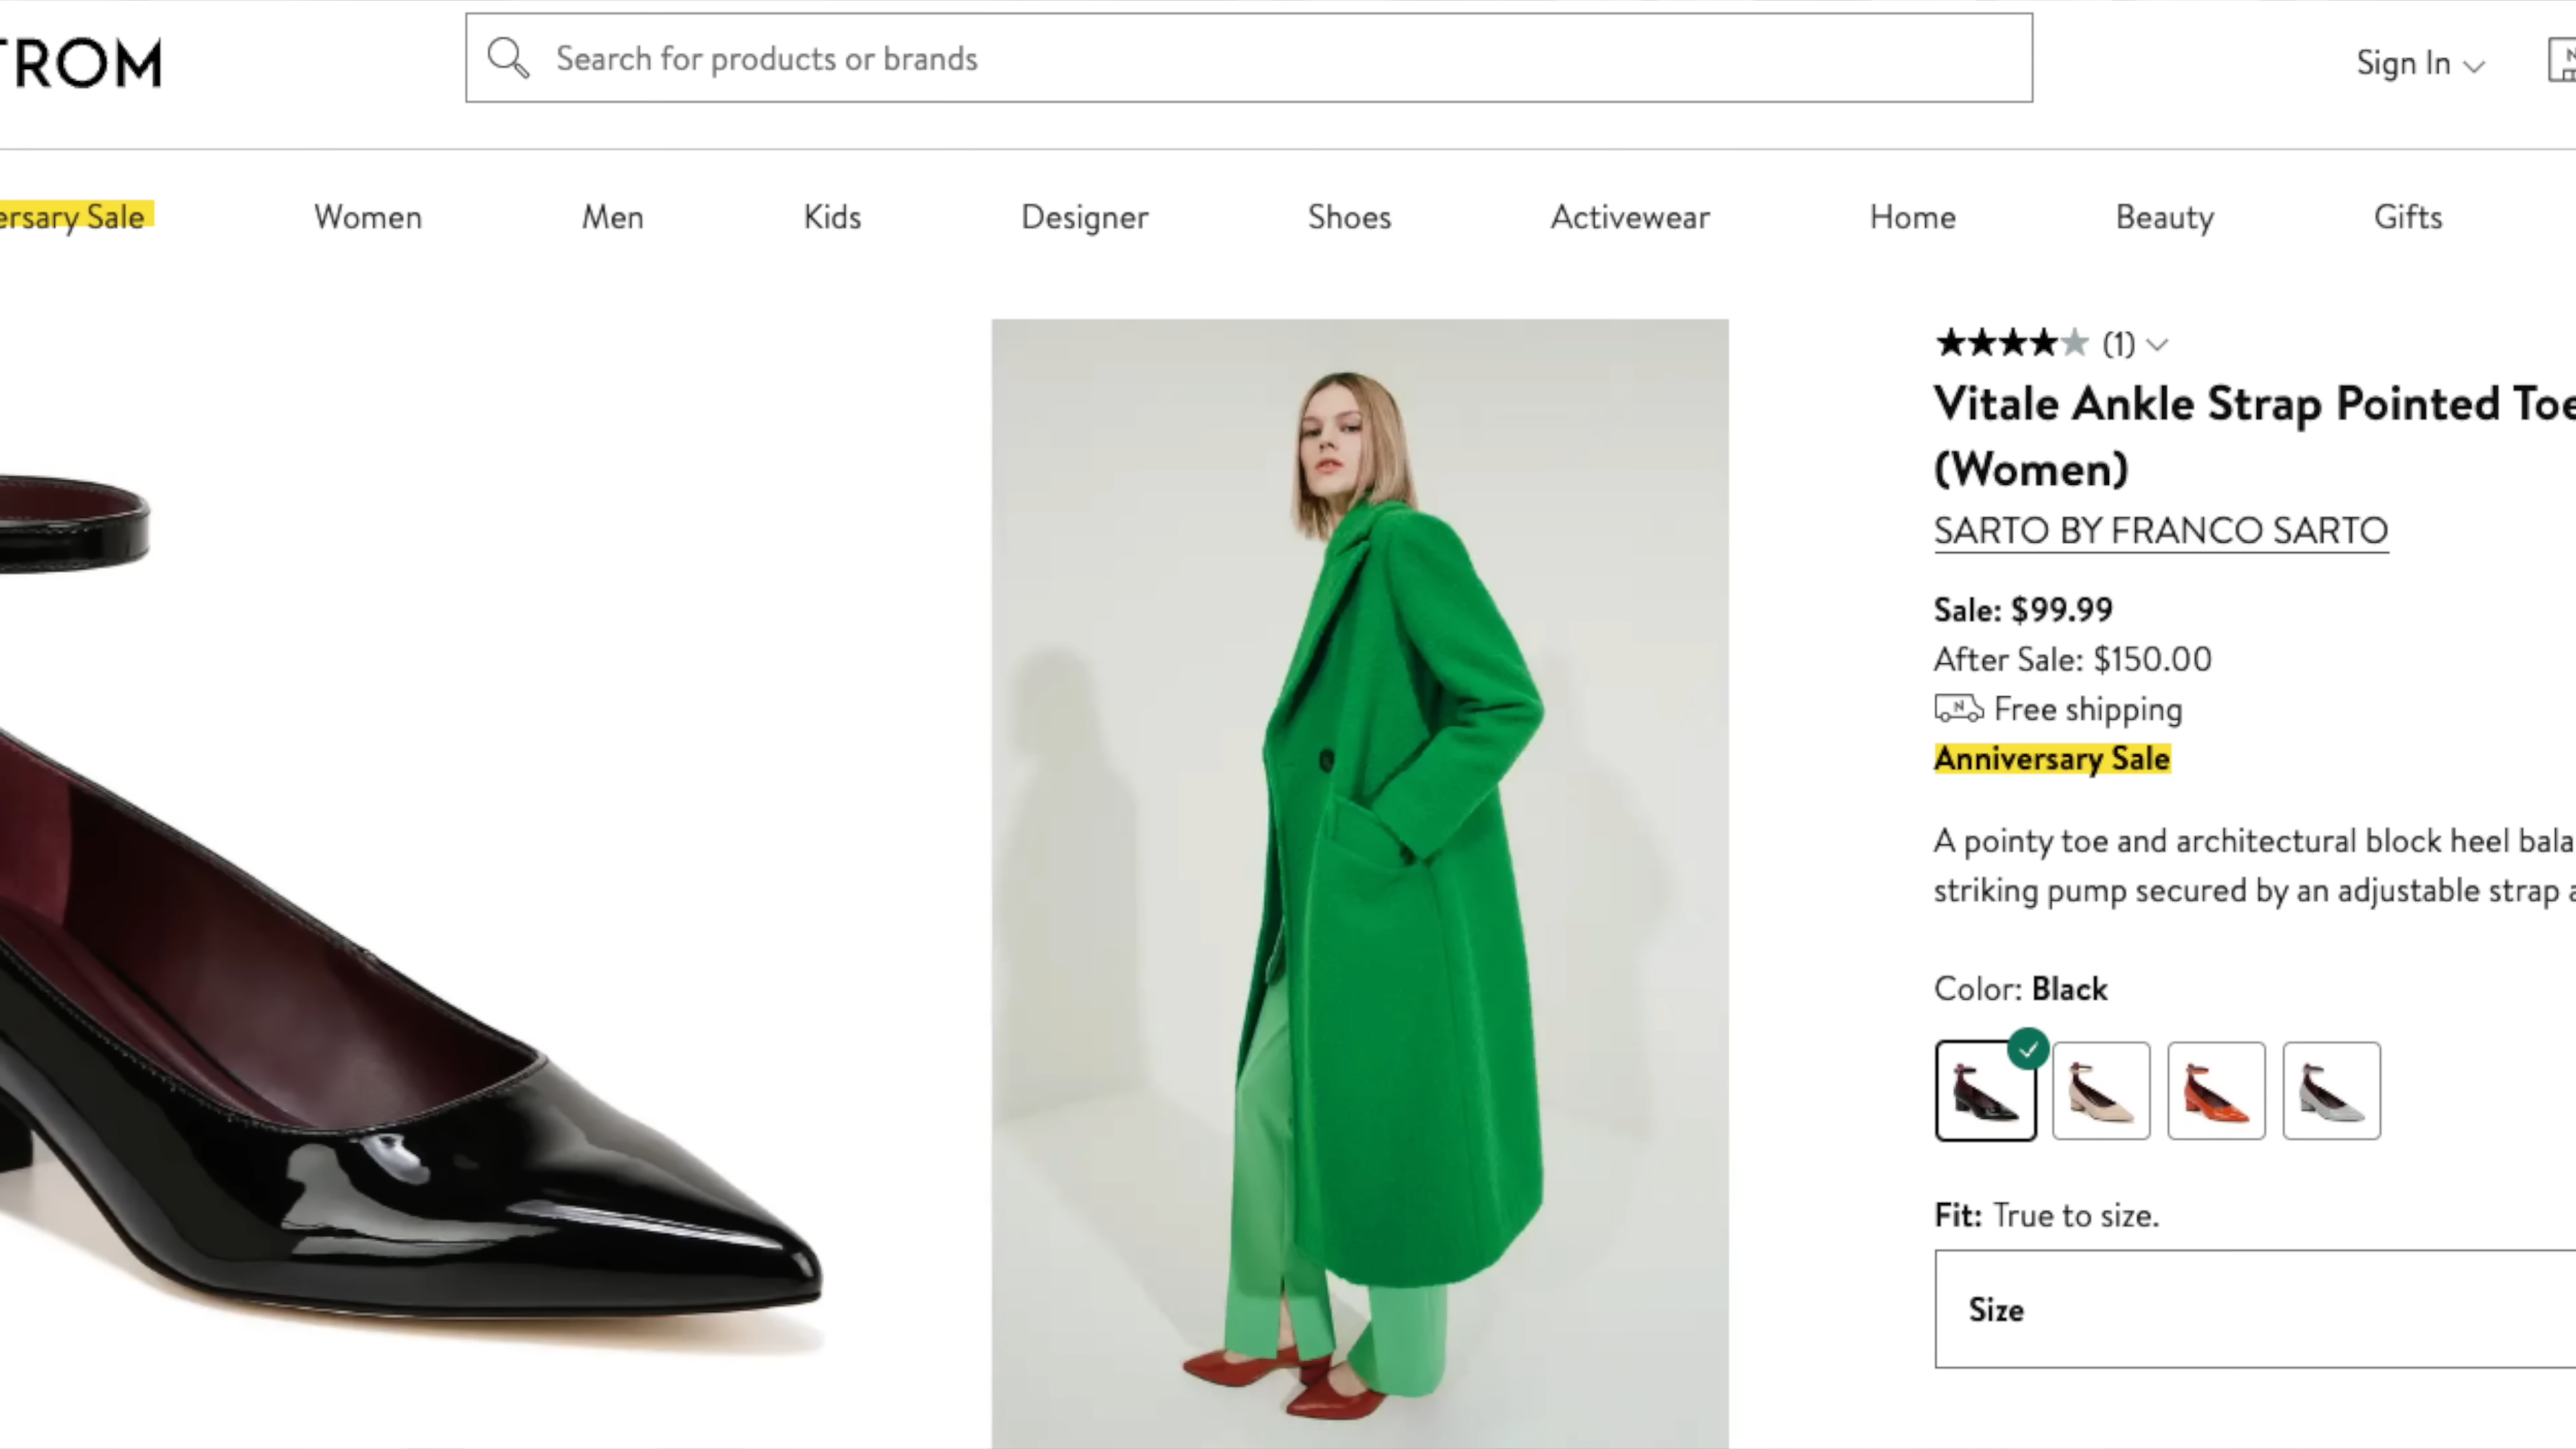 TROM
Search for products or brands
Sign In
ersary Sale
Women
Men
Kids
Designer
Shoes
Activewear
Home
Beauty
Gifts
(1)
Vitale Ankle Strap Pointed Toe
(Women)
SARTO BY FRANCO SARTO
Sale: $99.99
After Sale: $150.00
N Free shipping
Anniversary Sale
A pointy toe and architectural block heel bala
striking pump secured by an adjustable strap a
Color: Black
Fit: True to size.
Size